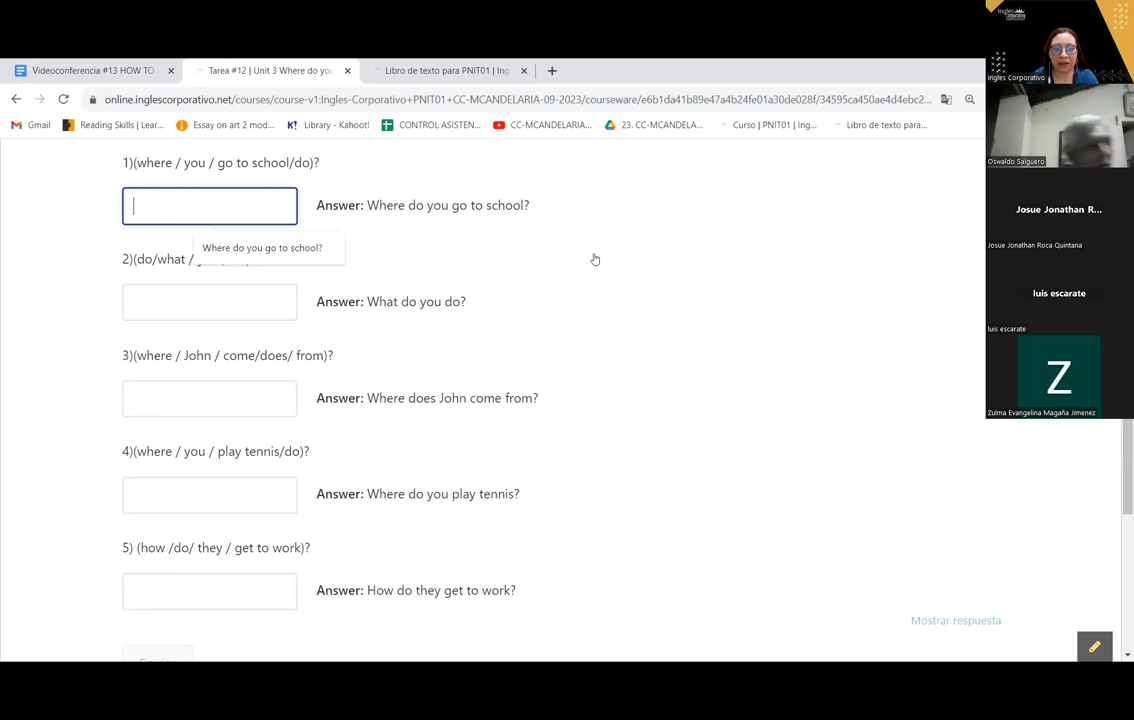 Videoconferencia #13 HOW TO
Tarea #12 | Unit 3 Where do you
Libro de texto para PNIT01 | Ing
online.inglescorporativo.net/courses/course-v1:Ingles-Corporativo+PNIT01+CC-MCANDELARIA-09-2023/courseware/e6b1da41b89e47a4b24fe01a30de028f/34595ca450ae4d4ebc2...
Gmail
Reading Skills | Lear...
Essay on art 2 mod...
Library - Kahoot!
CONTROL ASISTEN...
CC-MCANDELARIA...
23. CC-MCANDELA...
Curso | PNIT01 | Ing...
Libro de texto para...
1)(where / you / go to school/do)?
Answer: Where do you go to school?
Where do you go to school?
2)(do/what /
Answer: What do you do?
3)(where / John / come/does/ from)?
Answer: Where does John come from?
4)(where / you / play tennis/do)?
Answer: Where do you play tennis?
5) (how /do/ they / get to work)?
Answer: How do they get to work?
Mostrar respuesta
Inglés
Corporativo
Ingles Corporativo
Oswaldo Salguero
Josue Jonathan R...
Josue Jonathan Roca Quintana
luis escarate
luis escarate
Z
Zulma Evangelina Magaña Jimenez